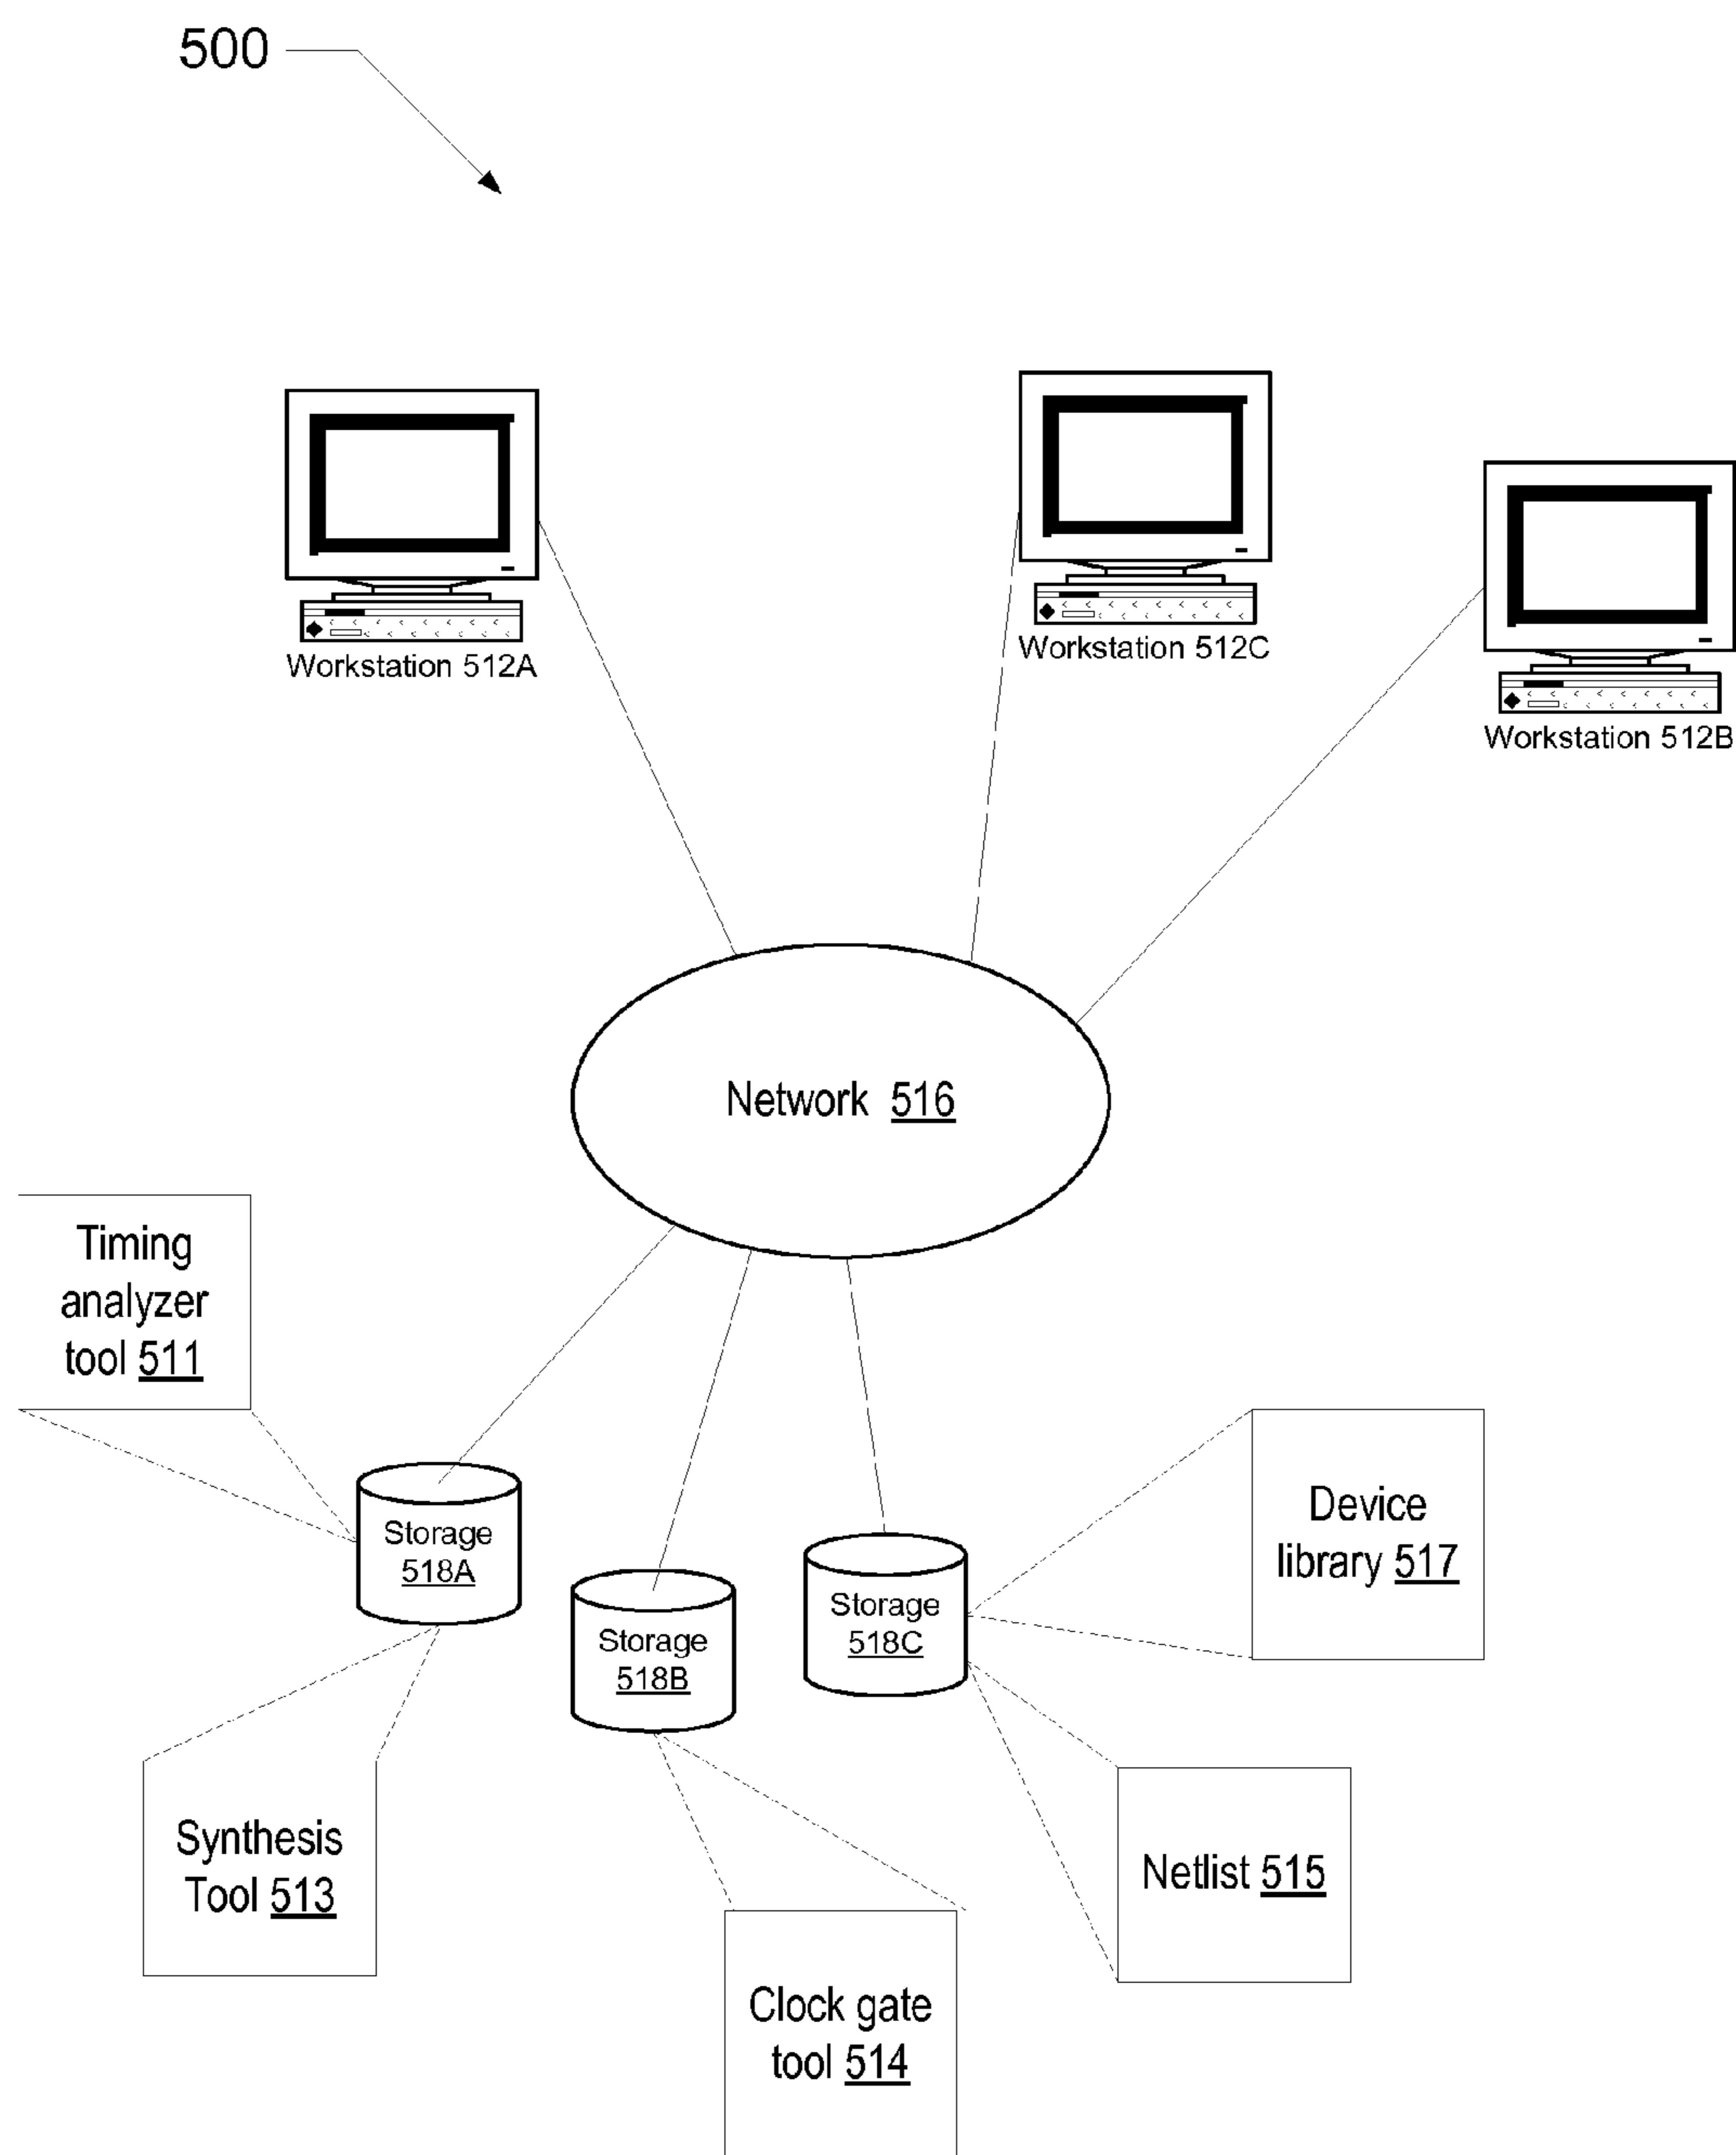 500
Workstation 512A
Workstation 512C
Workstation 512B
Network 516
Timing
analyzer
tool 511
Storage
518A
Storage
518B
Storage
518C
Device
library 517
Synthesis
Tool 513
Netlist 515
Clock gate
tool 514